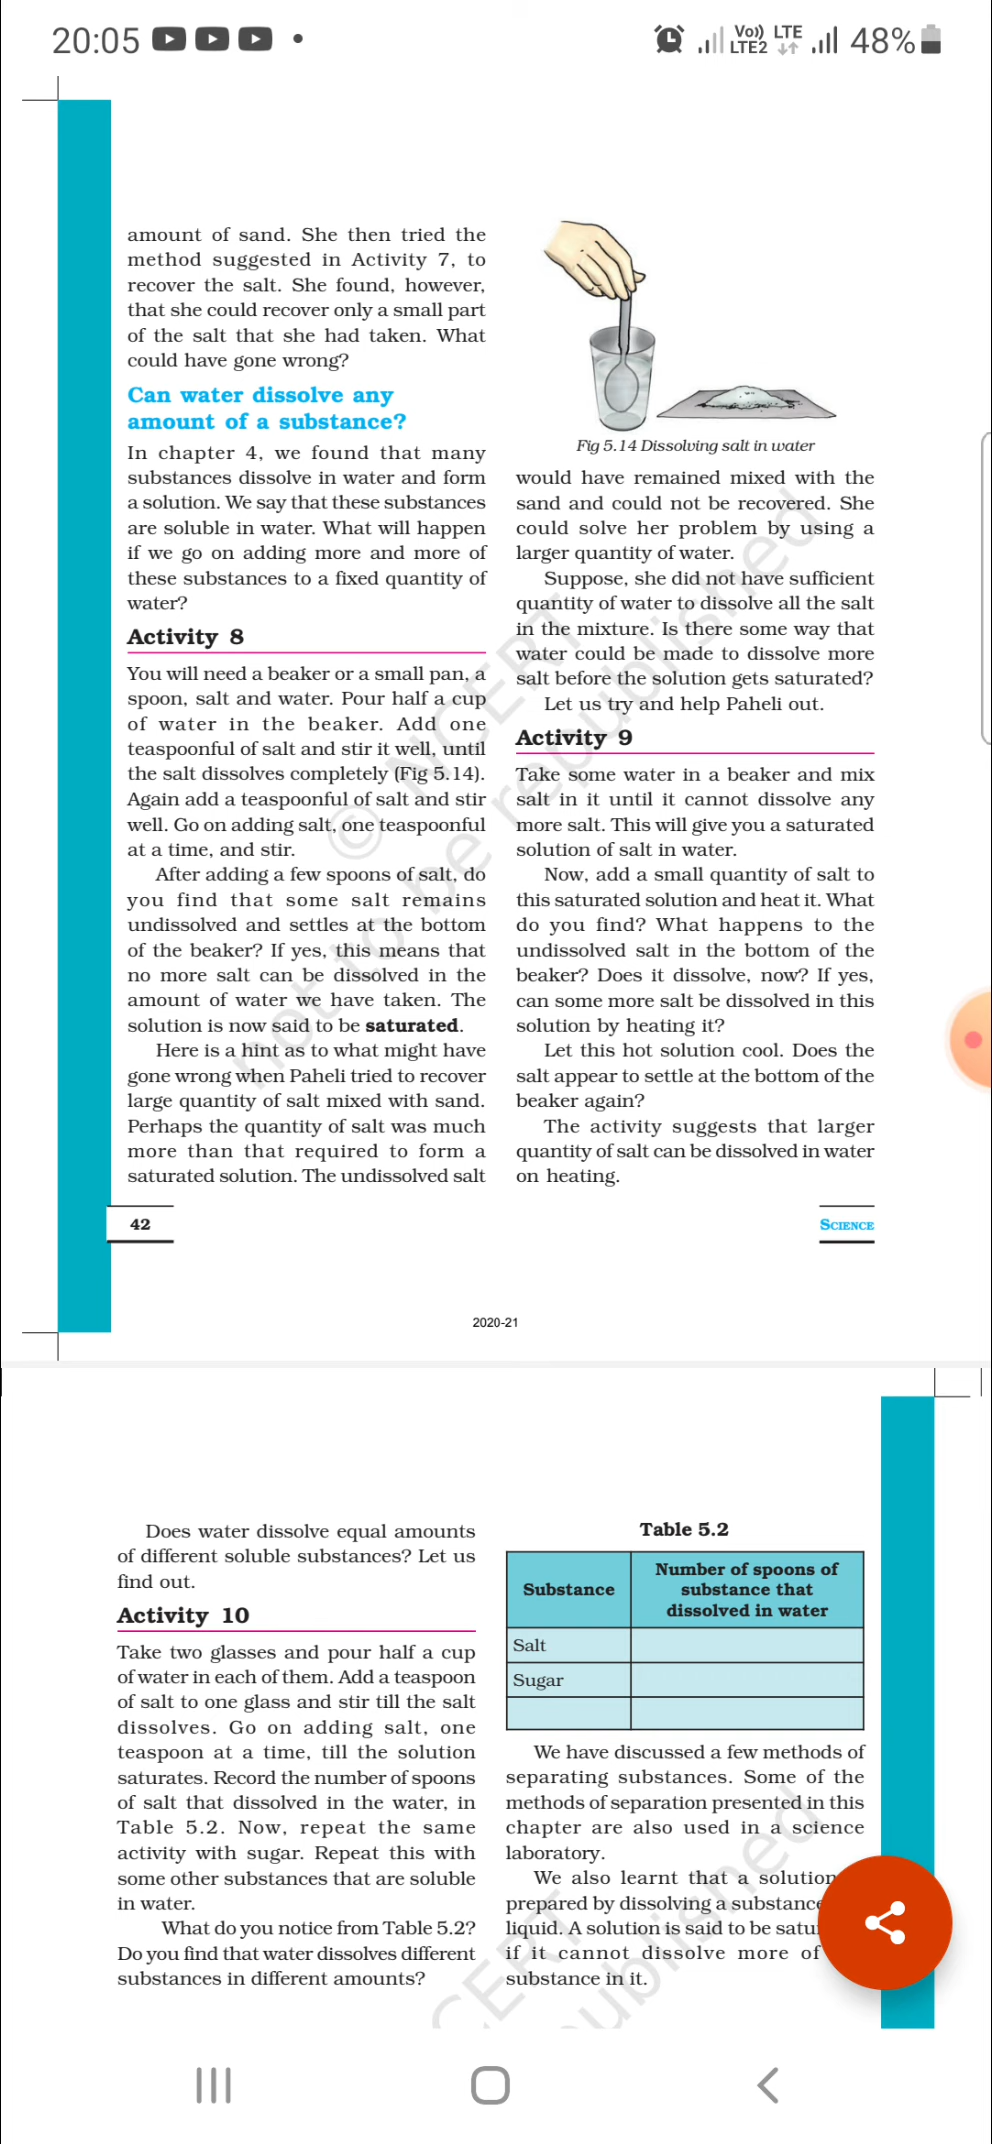 20:05
Vo)) LTE
LTE2
48%
amount of sand. She then tried the
method suggested in Activity 7, to
recover the salt. She found, however,
that she could recover only a small part
of the salt that she had taken. What
could have gone wrong?
Can water dissolve any
amount of a substance?
In chapter 4, we found that many
substances dissolve in water and form
a solution. We say that these substances
are soluble in water. What will happen
if we go on adding more and more of
these substances to a fixed quantity of
water?
Activity 8
You will need a beaker or a small pan, a
spoon, salt and water. Pour half a cup
of water in the beaker. Add one
teaspoonful of salt and stir it well, until
the salt dissolves completely (Fig 5.14).
Again add a teaspoonful of salt and stir
well. Go on adding salt, one teaspoonful
at a time, and stir.
After adding a few spoons of salt, do
you find that some salt remains
undissolved and settles at the bottom
of the beaker? If yes, this means that
no more salt can be dissolved in the
amount of water we have taken. The
solution is now said to be saturated.
Here is a hint as to what might have
gone wrong when Paheli tried to recover
large quantity of salt mixed with sand.
Perhaps the quantity of salt was much
more than that required to form a
saturated solution. The undissolved salt
Fig 5.14 Dissolving salt in water
would have remained mixed with the
sand and could not be recovered. She
could solve her problem by using a
larger quantity of water.
Suppose, she did not have sufficient
quantity of water to dissolve all the salt
in the mixture. Is there some way that
water could be made to dissolve more
salt before the solution gets saturated?
Let us try and help Paheli out.
Activity 9
Take some water in a beaker and mix
salt in it until it cannot dissolve any
more salt. This will give you a saturated
solution of salt in water.
Now, add a small quantity of salt to
this saturated solution and heat it. What
do you find? What happens to the
undissolved salt in the bottom of the
beaker? Does it dissolve, now? If yes,
can some more salt be dissolved in this
solution by heating it?
Let this hot solution cool. Does the
salt appear to settle at the bottom of the
beaker again?
The activity suggests that larger
quantity of salt can be dissolved in water
on heating.
© NCERT
not to be republished
42
SCIENCE
2020-21
Does water dissolve equal amounts
of different soluble substances? Let us
find out.
Activity 10
Take two glasses and pour half a cup
of water in each of them. Add a teaspoon
of salt to one glass and stir till the salt
dissolves. Go on adding salt, one
teaspoon at a time, till the solution
saturates. Record the number of spoons
of salt that dissolved in the water, in
Table 5.2. Now, repeat the same
activity with sugar. Repeat this with
some other substances that are soluble
in water.
What do you notice from Table 5.2?
Do you find that water dissolves different
substances in different amounts?
Table 5.2
Substance
Number of spoons of
substance that
dissolved in water
Salt
Sugar
We have discussed a few methods of
separating substances. Some of the
methods of separation presented in this
chapter are also used in a science
laboratory.
We also learnt that a solution
prepared by dissolving a substance
liquid. A solution is said to be satu
if it cannot dissolve more of
substance in it.
CERT
ublished